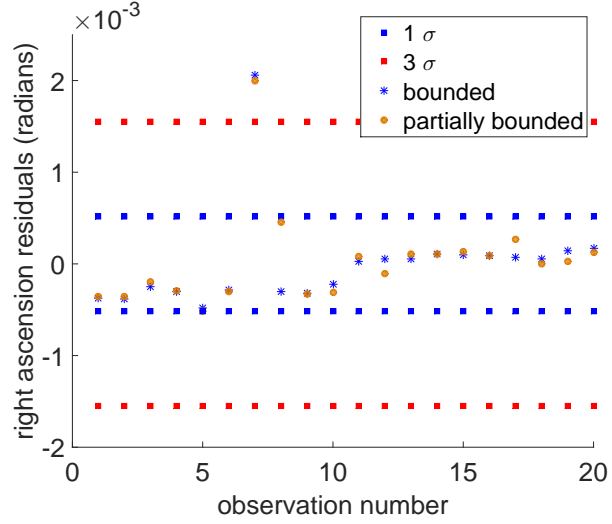 ×10⁻³
1 σ
3 σ
bounded
partially bounded
2
1
0
-1
-2
right ascension residuals (radians)
0 5 10 15 20
observation number